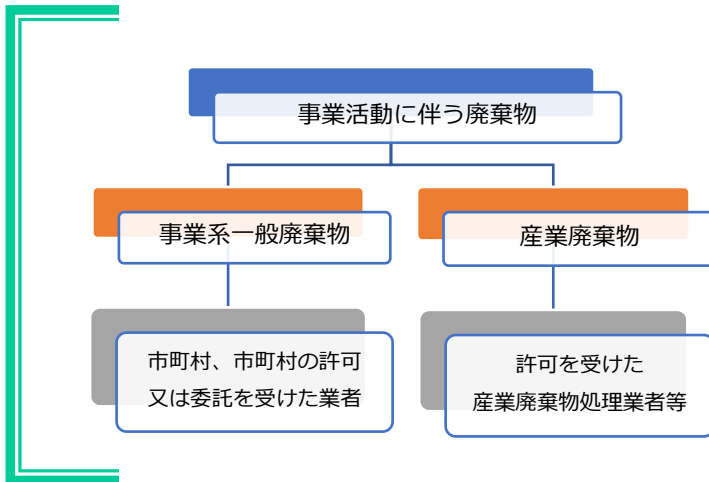 事業活動に伴う廃棄物
事業系一般廃棄物
産業廃棄物
市町村、市町村の許可
又は委託を受けた業者
許可を受けた
産業廃棄物処理業者等